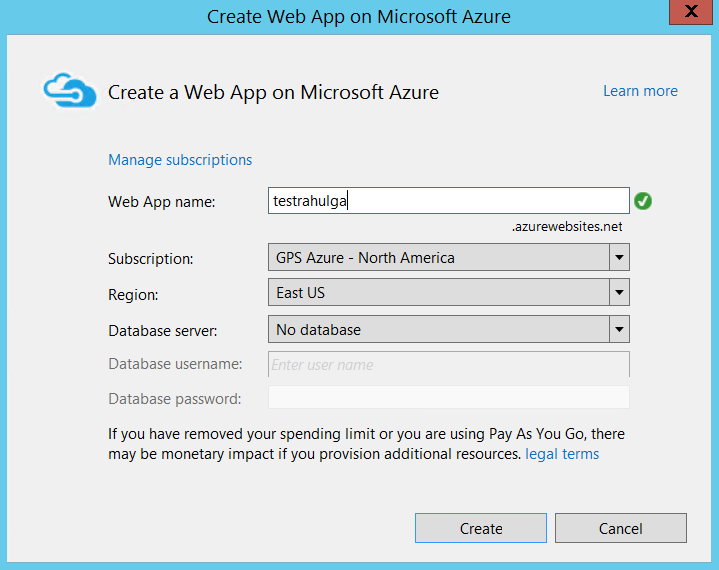 Create Web App on Microsoft Azure
X
Create a Web App on Microsoft Azure
Learn more
Manage subscriptions
Web App name:
testrahulga
.azurewebsites.net
Subscription:
GPS Azure - North America
Region:
East US
Database server:
No database
Database username:
Enter user name
Database password:
If you have removed your spending limit or you are using Pay As You Go, there
may be monetary impact if you provision additional resources. legal terms
Create
Cancel